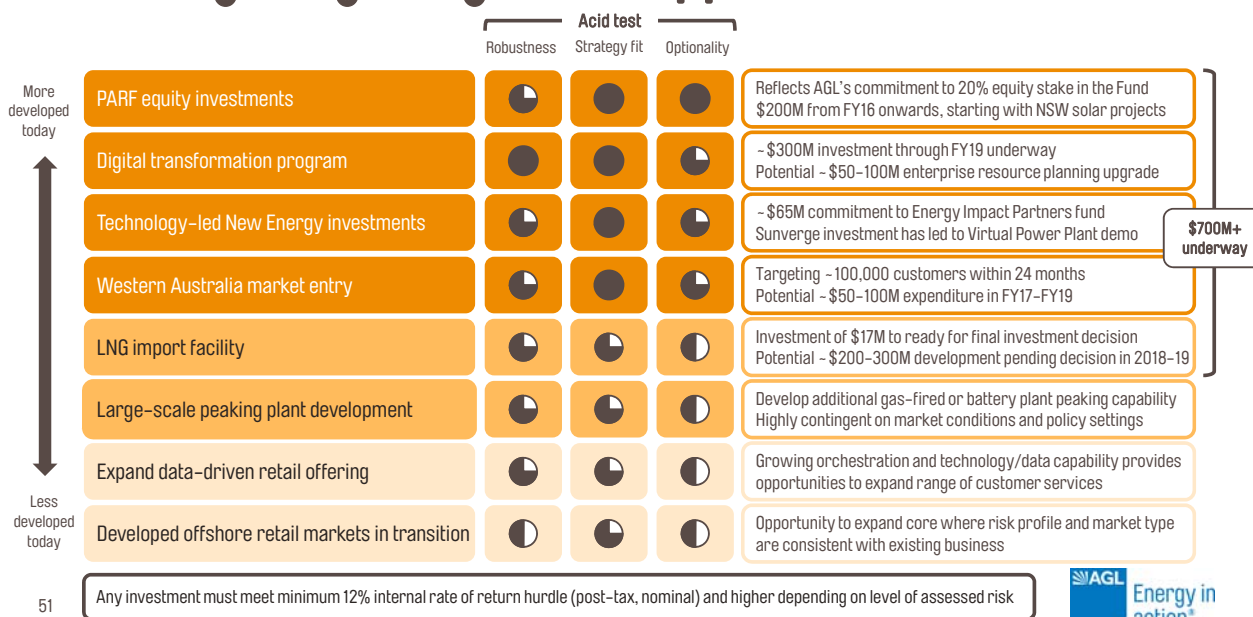 Acid test
Robustness Strategy fit Optionality
More
developed
today
PARF equity investments
Reflects AGL's commitment to 20% equity stake in the Fund
$200M from FY16 onwards, starting with NSW solar projects
Digital transformation program
~$300M investment through FY19 underway
Potential ~$50-100M enterprise resource planning upgrade
Technology-led New Energy investments
~$65M commitment to Energy Impact Partners fund
Sunverge investment has led to Virtual Power Plant demo
$700M+
underway
Western Australia market entry
Targeting ~100,000 customers within 24 months
Potential ~$50-100M expenditure in FY17-FY19
LNG import facility
Investment of $17M to ready for final investment decision
Potential ~$200-300M development pending decision in 2018-19
Large-scale peaking plant development
Develop additional gas-fired or battery plant peaking capability
Highly contingent on market conditions and policy settings
Expand data-driven retail offering
Growing orchestration and technology/data capability provides
opportunities to expand range of customer services
Less
developed
today
Developed offshore retail markets in transition
Opportunity to expand core where risk profile and market type
are consistent with existing business
51
Any investment must meet minimum 12% internal rate of return hurdle (post-tax, nominal) and higher depending on level of assessed risk
AGL
Energy in
action®